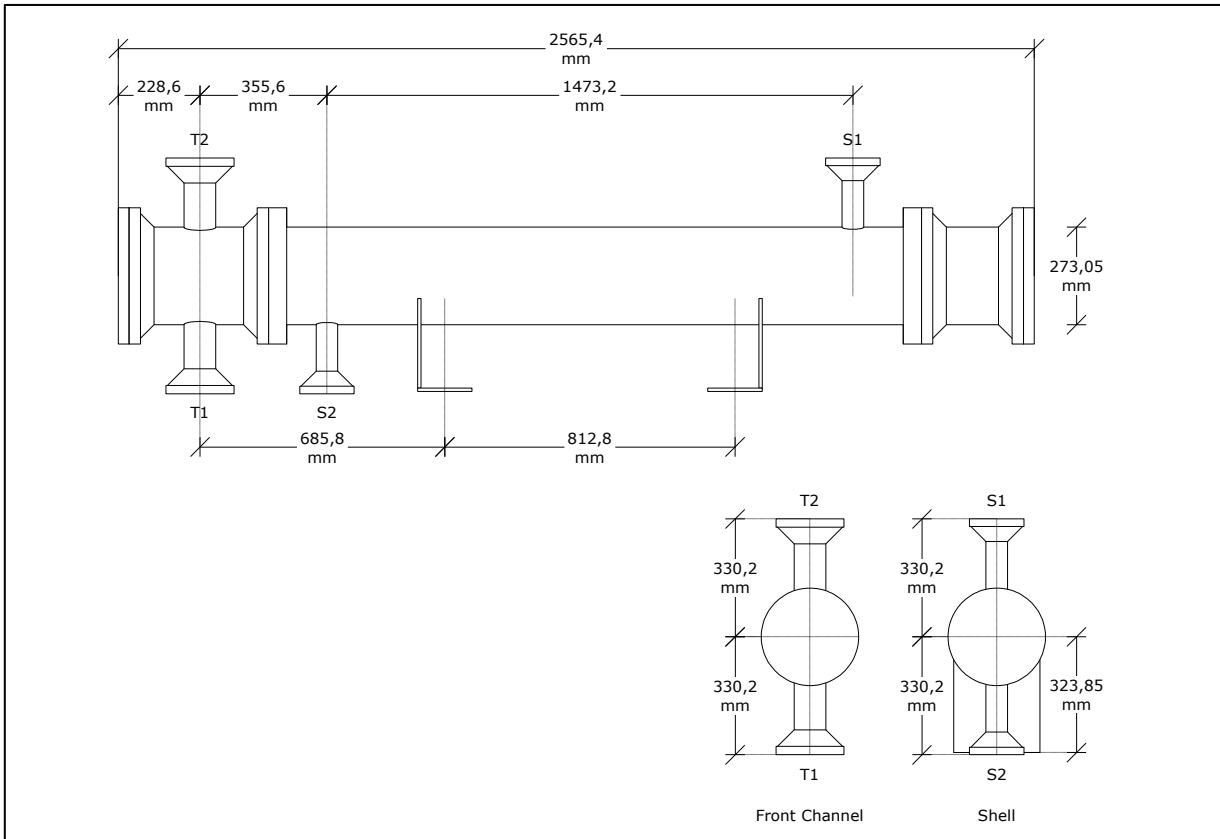 2565,4
mm
228,6
mm
355,6
mm
1473,2
mm
T2
S1
273,05
mm
T1
S2
685,8
mm
812,8
mm
T2
S1
330,2
mm
330,2
mm
330,2
mm
330,2
mm
323,85
mm
T1
S2
Front Channel
Shell